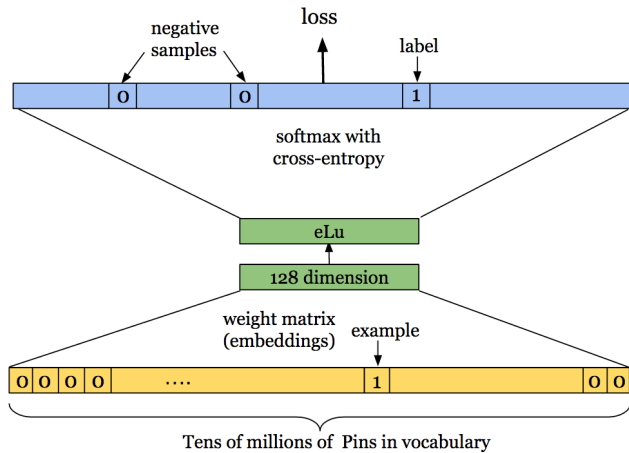 loss
negative
samples
label
0 0 1
softmax with
cross-entropy
eLu
128 dimension
weight matrix
(embeddings)
example
0 0 0 0 .... 1 0 0
Tens of millions of Pins in vocabulary